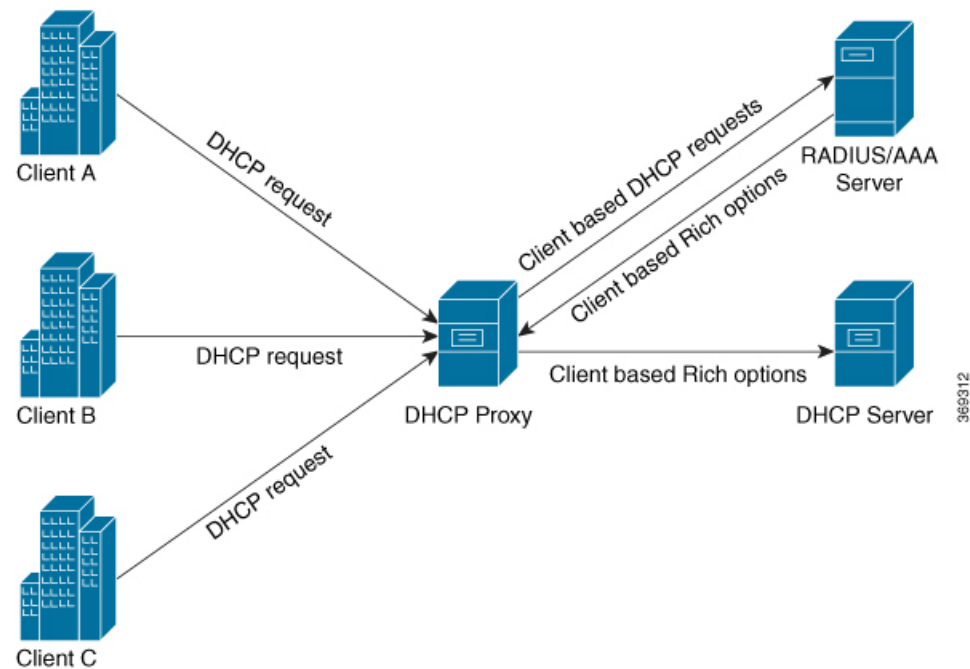 Client A
DHCP request
Client based DHCP requests
Client based Rich options
RADIUS/AAA
Server
Client B
DHCP request
DHCP Proxy
Client based Rich options
DHCP Server
369312
DHCP request
Client C